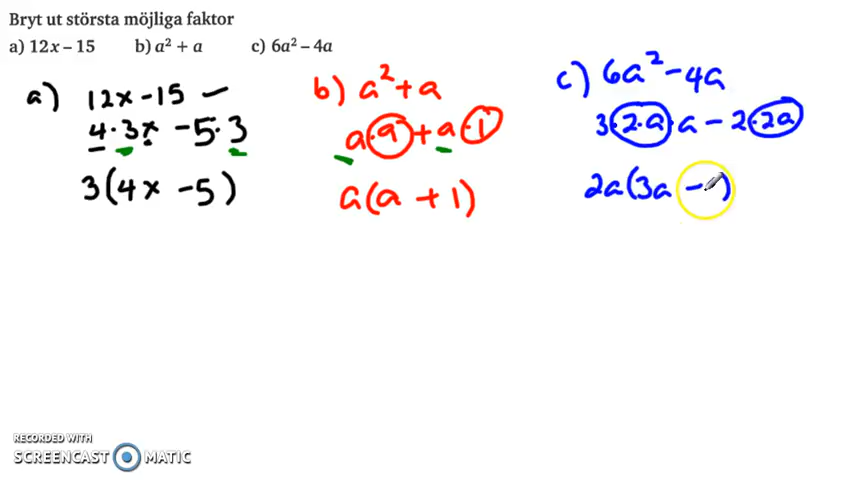 Bryt ut största möjliga faktor
a) 12x – 15 b) a² + a c) 6a² – 4a
a) 12x - 15
4 · 3x - 5 · 3
3(4x - 5)
b) a² + a
a · a + a · 1
a(a + 1)
c) 6a² - 4a
3 · 2 · a · a - 2 · 2a
2a(3a - )
RECORDED WITH
SCREENCAST MATIC